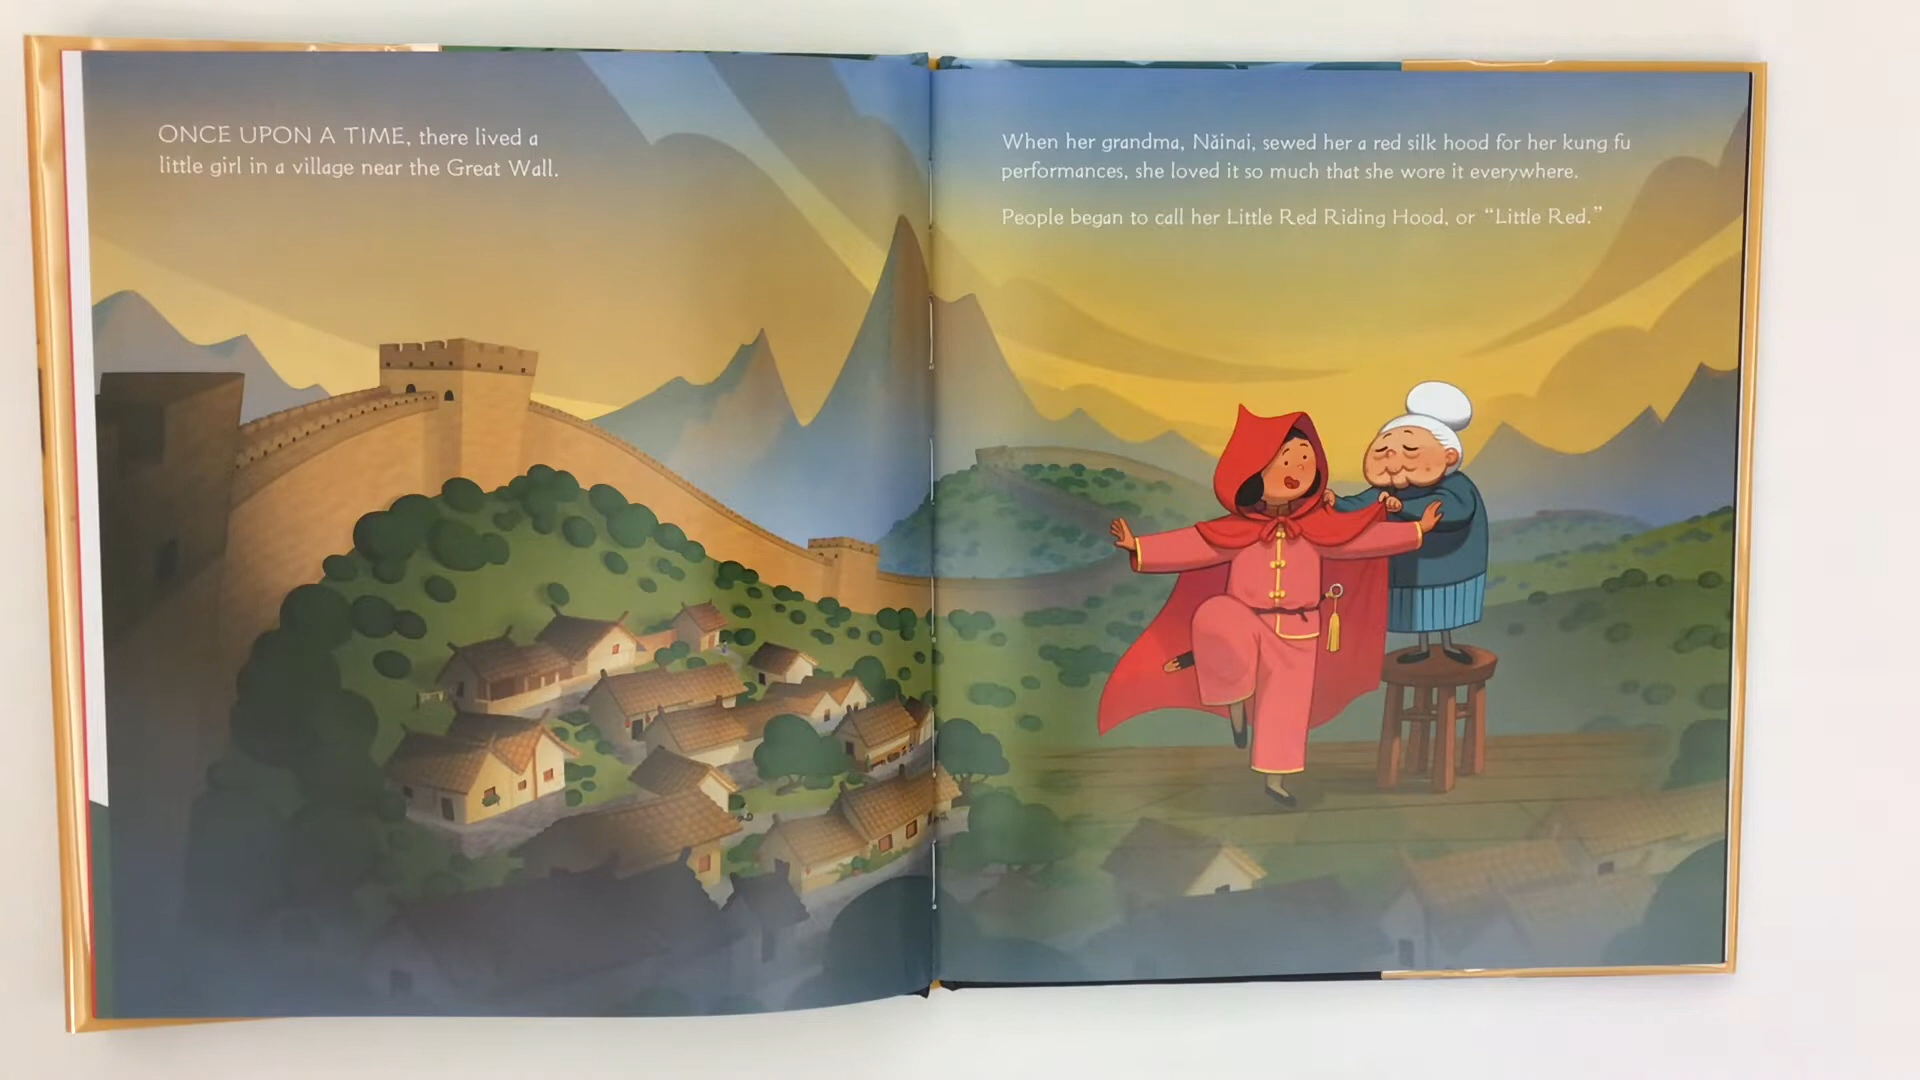 ONCE UPON A TIME, there lived a
little girl in a village near the Great Wall.
When her grandma, Năinai, sewed her a red silk hood for her kung fu
performances, she loved it so much that she wore it everywhere.
People began to call her Little Red Riding Hood, or “Little Red.”